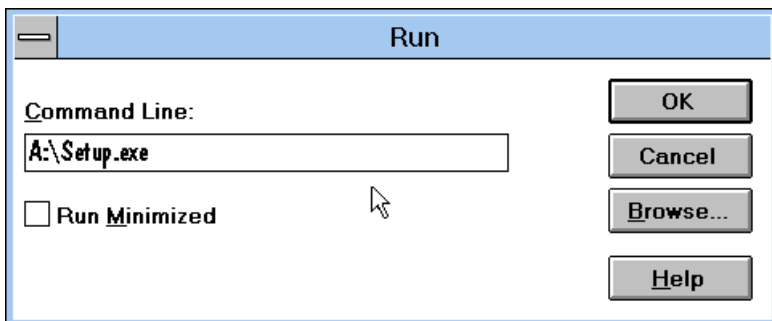 Run
Command Line:
A:\Setup.exe
Run Minimized
OK
Cancel
Browse...
Help